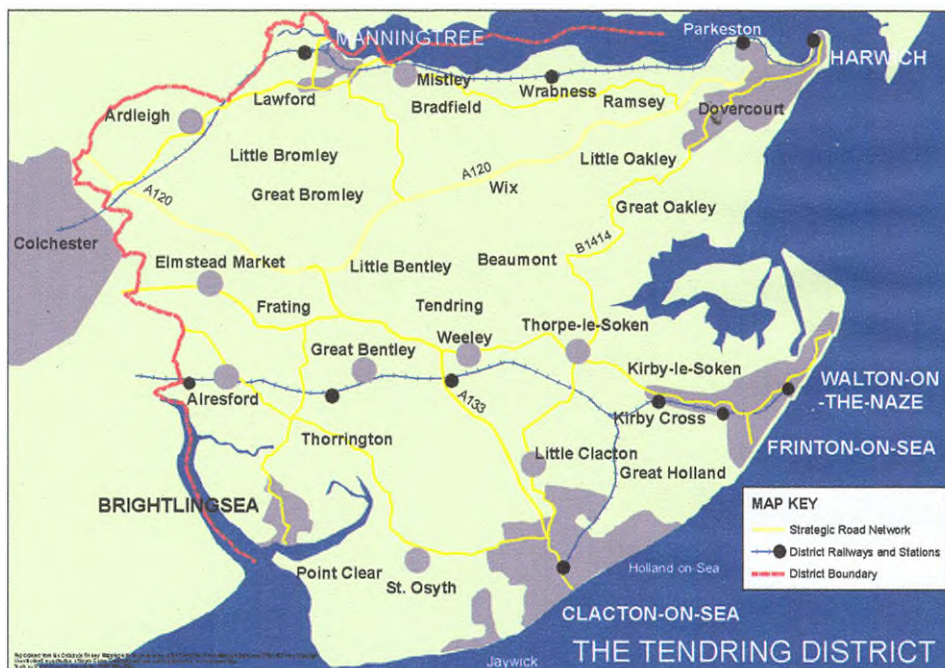 MANNINGTREE
Parkeston
HARWICH
Mistley
Wrabness
Lawford
Bradfield
Ramsey
Dovercourt
Ardleigh
Little Bromley
Little Oakley
A120
Wix
Great Bromley
A120
Great Oakley
Colchester
B1414
Elmstead Market
Little Bentley
Beaumont
Frating
Tendring
Thorpe-le-Soken
Weeley
Great Bentley
Kirby-le-Soken
WALTON-ON
-THE-NAZE
Alresford
A133
Kirby Cross
Thorrington
FRINTON-ON-SEA
Little Clacton
Great Holland
BRIGHTLINGSEA
MAP KEY
Strategic Road Network
District Railways and Stations
District Boundary
Holland on-Sea
Point Clear
St. Osyth
CLACTON-ON-SEA
THE TENDRING DISTRICT
Jaywick